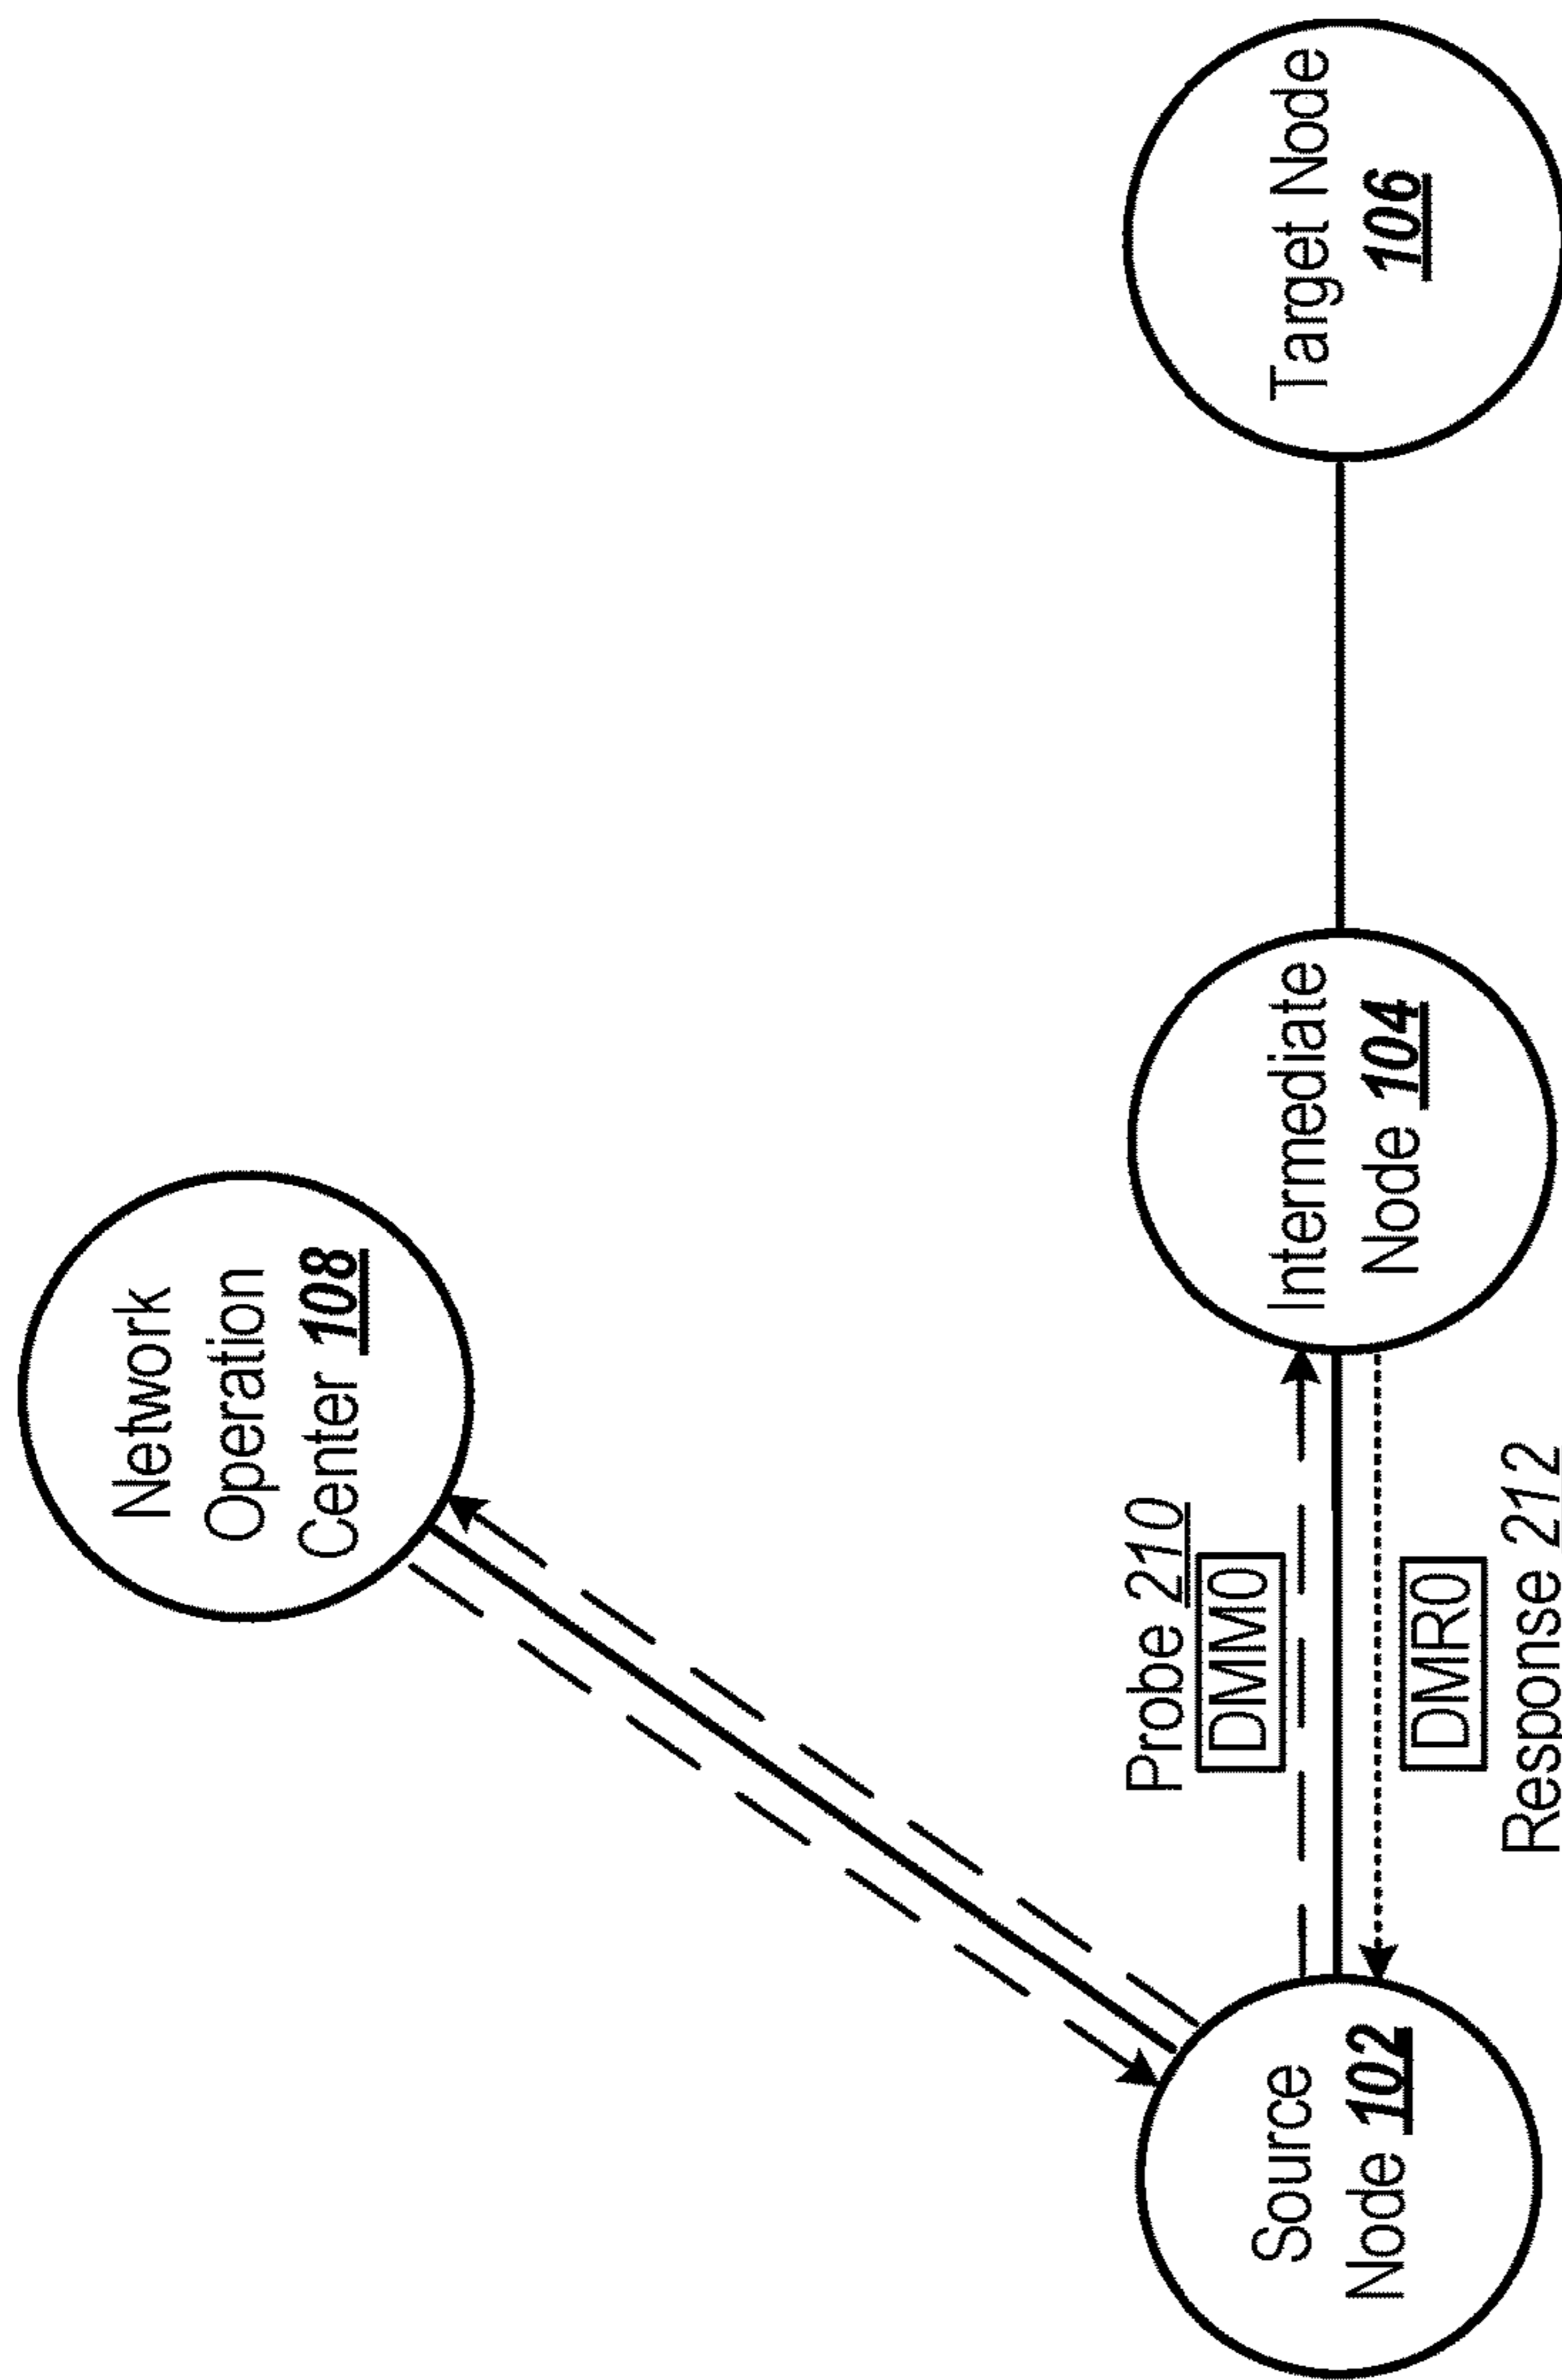 Network
Operation
Center 108
Probe 210
DMM0
Source
Node 102
Intermediate
Node 104
Target Node
106
DMR0
Response 212